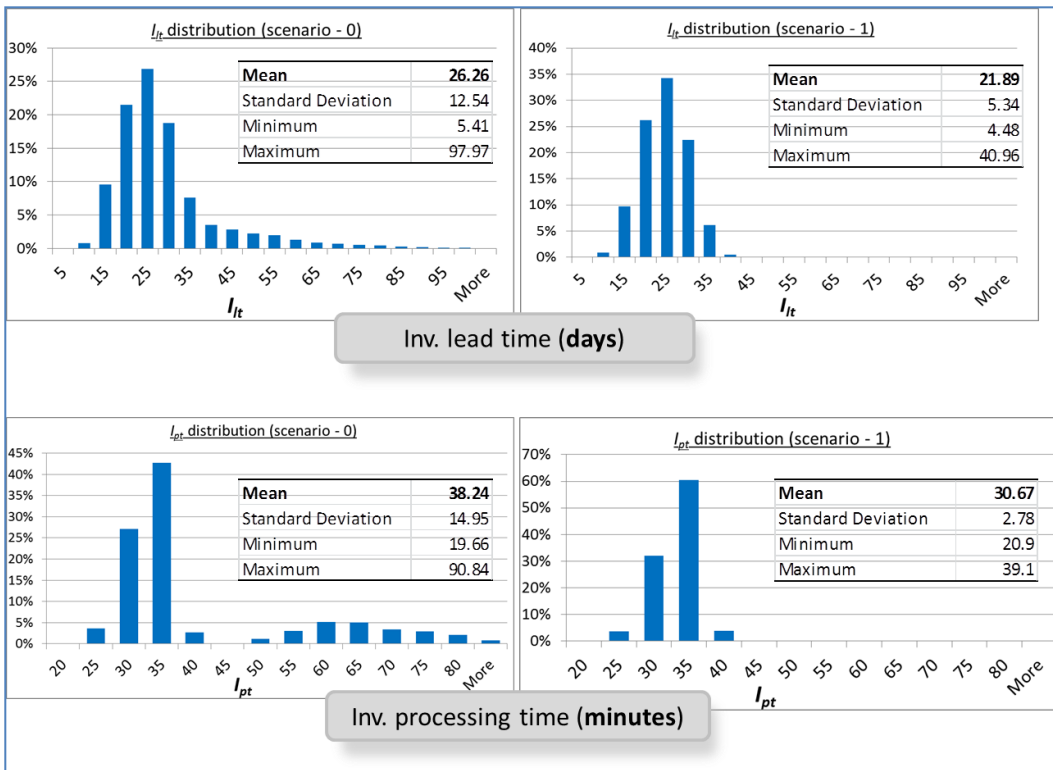 I_lt distribution (scenario - 0)
30%
25%
20%
15%
10%
5%
0%
Mean 26.26
Standard Deviation 12.54
Minimum 5.41
Maximum 97.97
5 15 25 35 45 55 65 75 85 95 More
I_lt
I_lt distribution (scenario - 1)
40%
35%
30%
25%
20%
15%
10%
5%
0%
Mean 21.89
Standard Deviation 5.34
Minimum 4.48
Maximum 40.96
5 15 25 35 45 55 65 75 85 95 More
I_lt
Inv. lead time (days)
I_pt distribution (scenario - 0)
45%
40%
35%
30%
25%
20%
15%
10%
5%
0%
Mean 38.24
Standard Deviation 14.95
Minimum 19.66
Maximum 90.84
20 25 30 35 40 45 50 55 60 65 70 75 80 More
I_pt
I_pt distribution (scenario - 1)
70%
60%
50%
40%
30%
20%
10%
0%
Mean 30.67
Standard Deviation 2.78
Minimum 20.9
Maximum 39.1
20 25 30 35 40 45 50 55 60 65 70 75 80 More
I_pt
Inv. processing time (minutes)